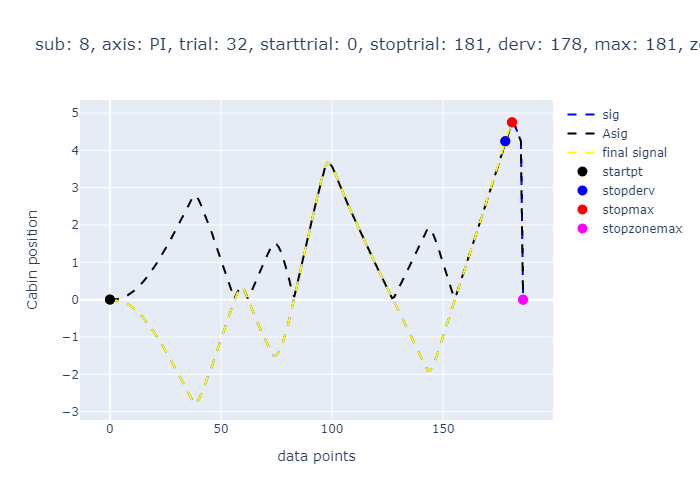 sub: 8, axis: PI, trial: 32, starttrial: 0, stoptrial: 181, derv: 178, max: 181,
5
4
3
2
1
0
−1
−2
−3
0
50
100
150
Cabin position
data points
sig
Asig
final signal
startpt
stopderv
stopmax
stopzonemax